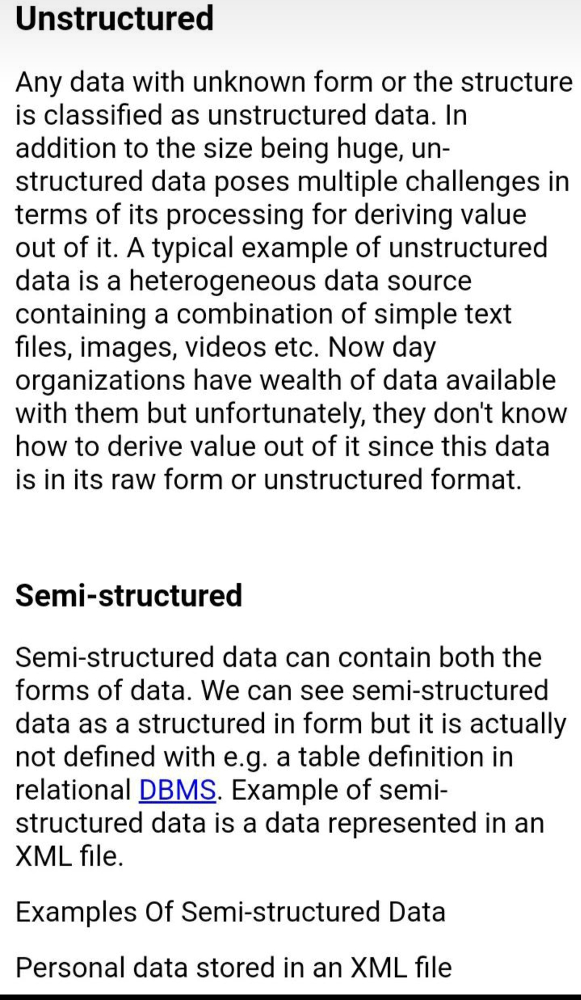 Unstructured
Any data with unknown form or the structure
is classified as unstructured data. In
addition to the size being huge, un-
structured data poses multiple challenges in
terms of its processing for deriving value
out of it. A typical example of unstructured
data is a heterogeneous data source
containing a combination of simple text
files, images, videos etc. Now day
organizations have wealth of data available
with them but unfortunately, they don't know
how to derive value out of it since this data
is in its raw form or unstructured format.
Semi-structured
Semi-structured data can contain both the
forms of data. We can see semi-structured
data as a structured in form but it is actually
not defined with e.g. a table definition in
relational DBMS. Example of semi-
structured data is a data represented in an
XML file.
Examples Of Semi-structured Data
Personal data stored in an XML file